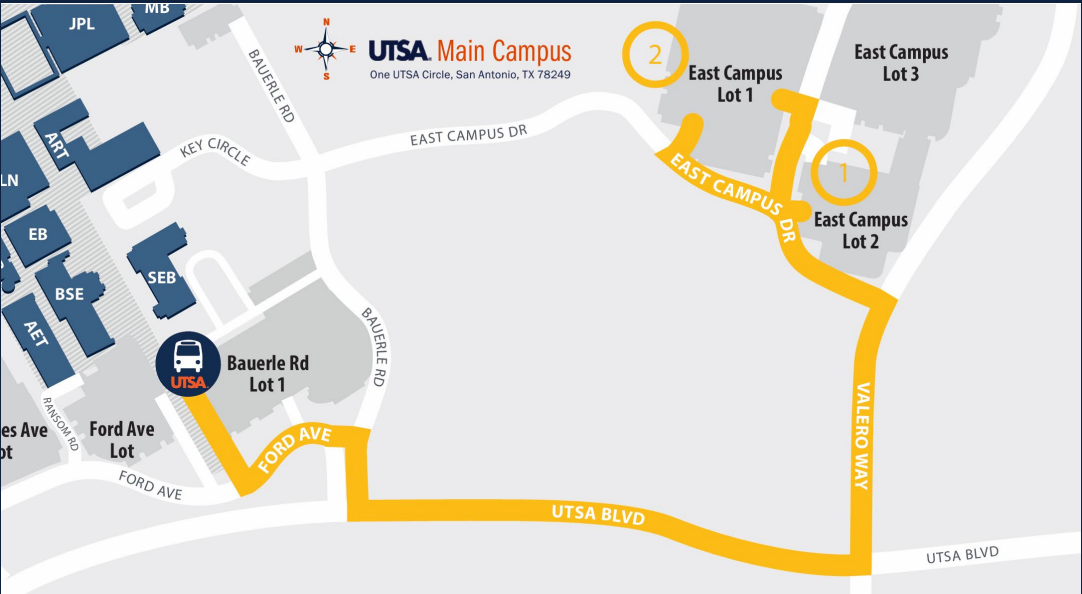 JPL
MB
N
W
E
S
UTSA. Main Campus
One UTSA Circle, San Antonio, TX 78249
2
East Campus
Lot 1
East Campus
Lot 3
BAUERLE RD
ART
KEY CIRCLE
EAST CAMPUS DR
LN
EAST CAMPUS DR
1
East Campus
Lot 2
EB
SEB
BSE
AET
BAUERLE RD
UTSA
Bauerle Rd
Lot 1
VALERO WAY
RANSOM RD
es Ave
ot
Ford Ave
Lot
FORD AVE
FORD AVE
UTSA BLVD
UTSA BLVD